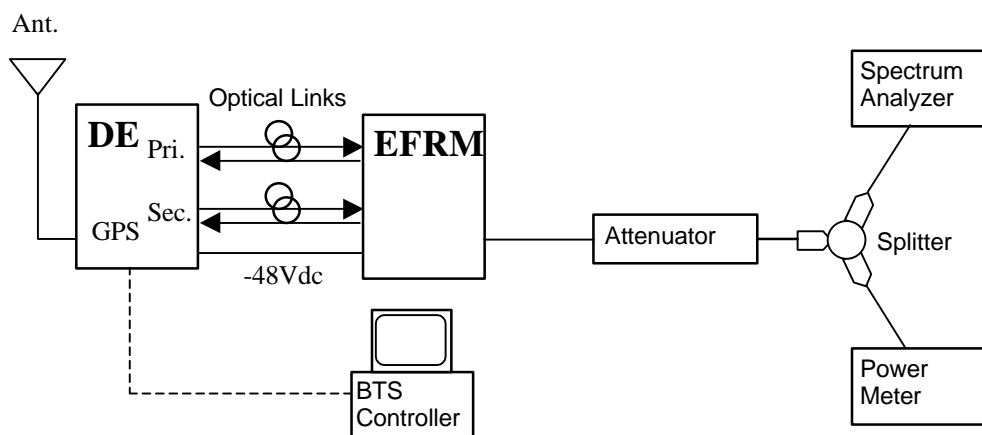 Ant.
Optical Links
DE
Pri.
EFRM
Sec.
GPS
-48Vdc
BTS
Controller
Attenuator
Spectrum
Analyzer
Splitter
Power
Meter